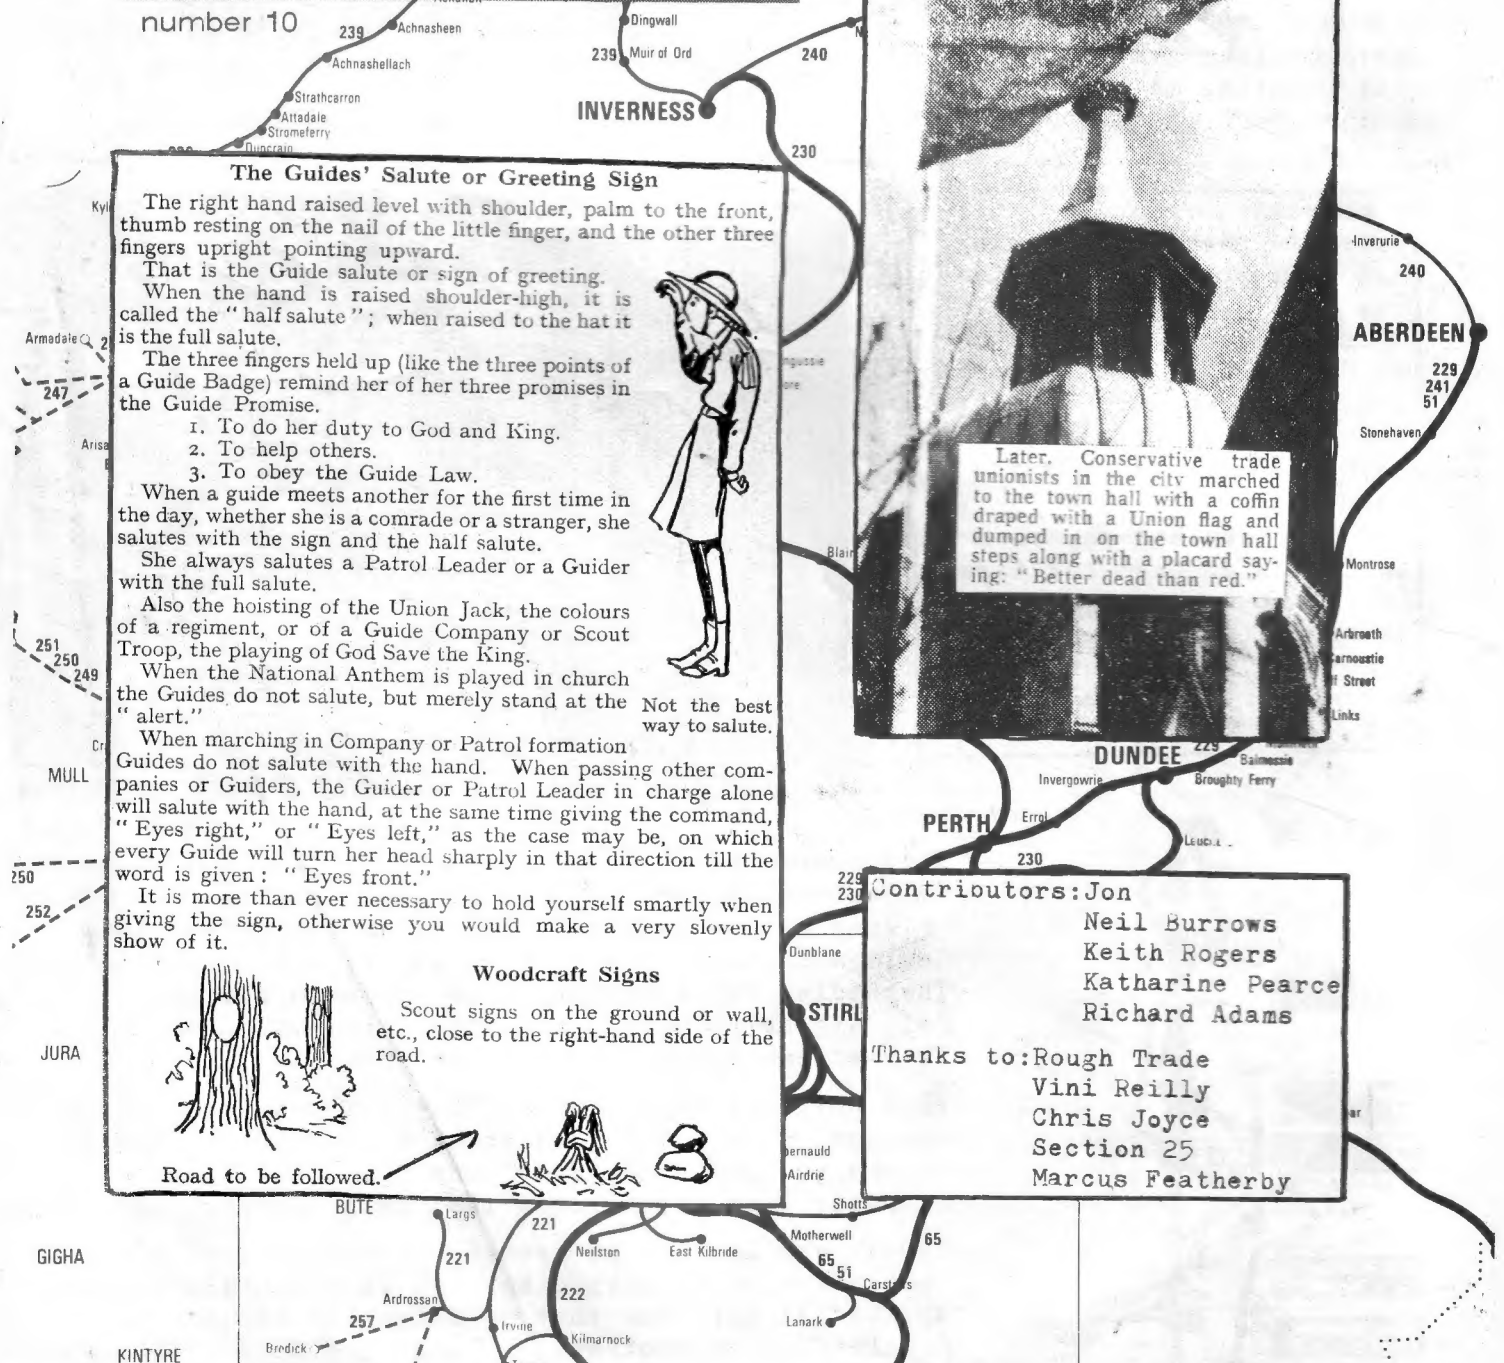 number 10
239
Achnasheen
Achnashellach
Strathcarron
Attadale
Stromeferry
Duncrain
Dingwall
239
Muir of Ord
240
INVERNESS
230
The Guides' Salute or Greeting Sign
The right hand raised level with shoulder, palm to the front,
thumb resting on the nail of the little finger, and the other three
fingers upright pointing upward.
That is the Guide salute or sign of greeting.
When the hand is raised shoulder-high, it is
called the "half salute"; when raised to the hat it
is the full salute.
The three fingers held up (like the three points of
a Guide Badge) remind her of her three promises in
the Guide Promise.
1. To do her duty to God and King.
2. To help others.
3. To obey the Guide Law.
When a guide meets another for the first time in
the day, whether she is a comrade or a stranger, she
salutes with the sign and the half salute.
She always salutes a Patrol Leader or a Guider
with the full salute.
Also the hoisting of the Union Jack, the colours
of a regiment, or of a Guide Company or Scout
Troop, the playing of God Save the King.
When the National Anthem is played in church
the Guides do not salute, but merely stand at the
"alert."
Not the best
way to salute.
When marching in Company or Patrol formation
Guides do not salute with the hand. When passing other com-
panies or Guiders, the Guider or Patrol Leader in charge alone
will salute with the hand, at the same time giving the command,
"Eyes right," or "Eyes left," as the case may be, on which
every Guide will turn her head sharply in that direction till the
word is given: "Eyes front."
It is more than ever necessary to hold yourself smartly when
giving the sign, otherwise you would make a very slovenly
show of it.
Woodcraft Signs
Scout signs on the ground or wall,
etc., close to the right-hand side of the
road.
Road to be followed.
Later, Conservative trade
unionists in the city marched
to the town hall with a coffin
draped with a Union flag and
dumped in on the town hall
steps along with a placard say-
ing: "Better dead than red."
Inverurie
240
ABERDEEN
229
241
51
Stonehaven
Montrose
Arbroath
arnoustie
f Street
Links
Kyl
Armadale
2
247
Arisa
251
250
249
Cr
MULL
250
252
JURA
GIGHA
KINTYRE
ngussie
ore
Blair
DUNDEE
229
Balmossie
Broughty Ferry
Invergowrie
PERTH
Errol
230
229
230
Dunblane
STIRL
Contributors:Jon
Neil Burrows
Keith Rogers
Katharine Pearce
Richard Adams
Thanks to:Rough Trade
Vini Reilly
Chris Joyce
Section 25
Marcus Featherby
ar
ernauld
Airdrie
Shotts
BUTE
Largs
221
221
Neilston
East Kilbride
Motherwell
65
65
51
Carstairs
222
Ardrossan
257
Irvine
Lanark
Brodick
Kilmarnock